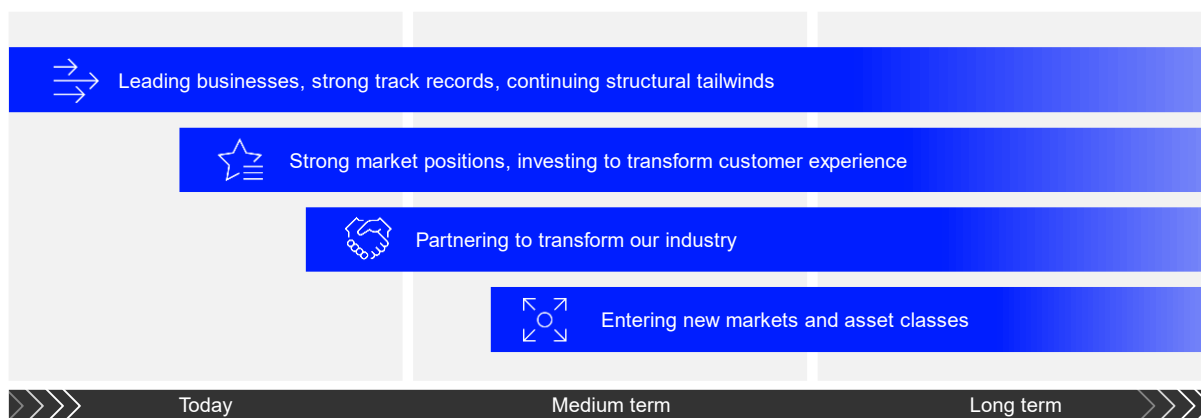 Leading businesses, strong track records, continuing structural tailwinds
Strong market positions, investing to transform customer experience
Partnering to transform our industry
Entering new markets and asset classes
Today
Medium term
Long term